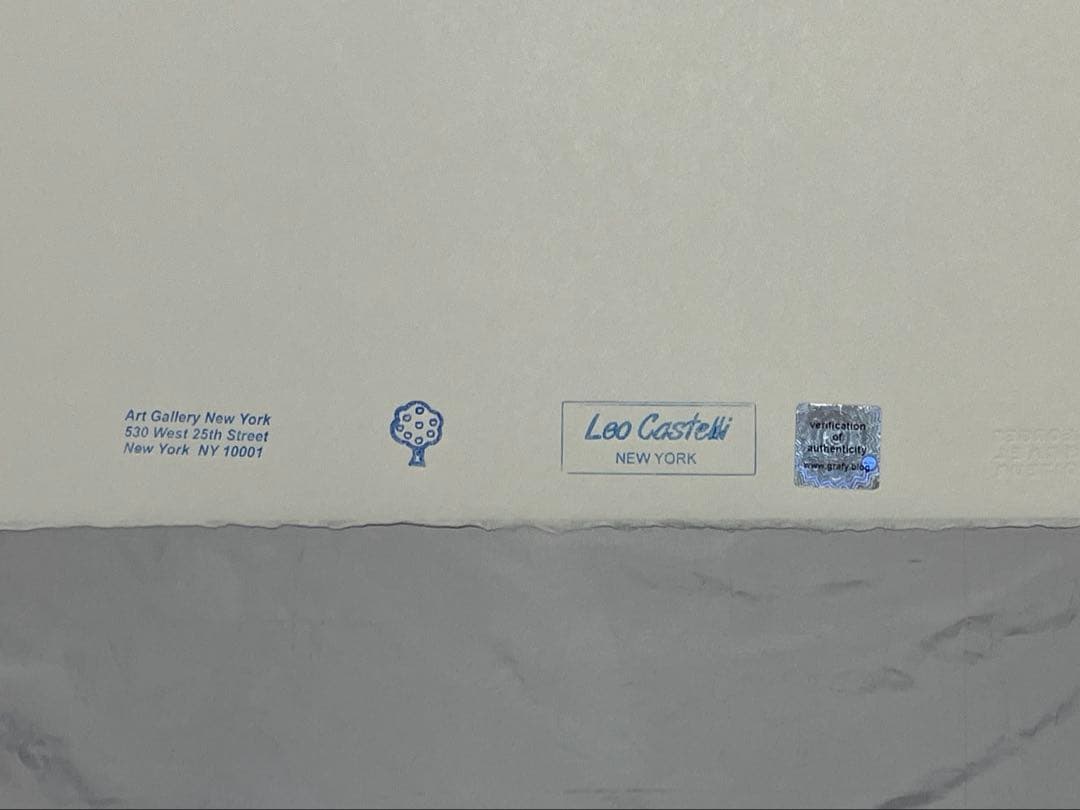 Art Gallery New York
530 West 25th Street
New York NY 10001
Leo Castelli
NEW YORK
verification
of
authenticity
www.grafy.blog